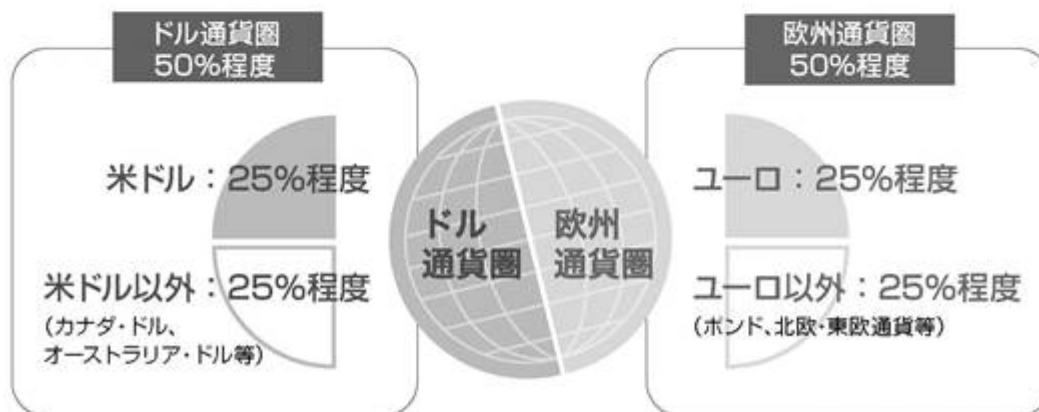 ドル通貨圏
50%程度
米ドル：25%程度
米ドル以外：25%程度
（カナダ・ドル、
オーストラリア・ドル等）
ドル
通貨圏
欧州
通貨圏
欧州通貨圏
50%程度
ユーロ：25%程度
ユーロ以外：25%程度
（ポンド、北欧・東欧通貨等）